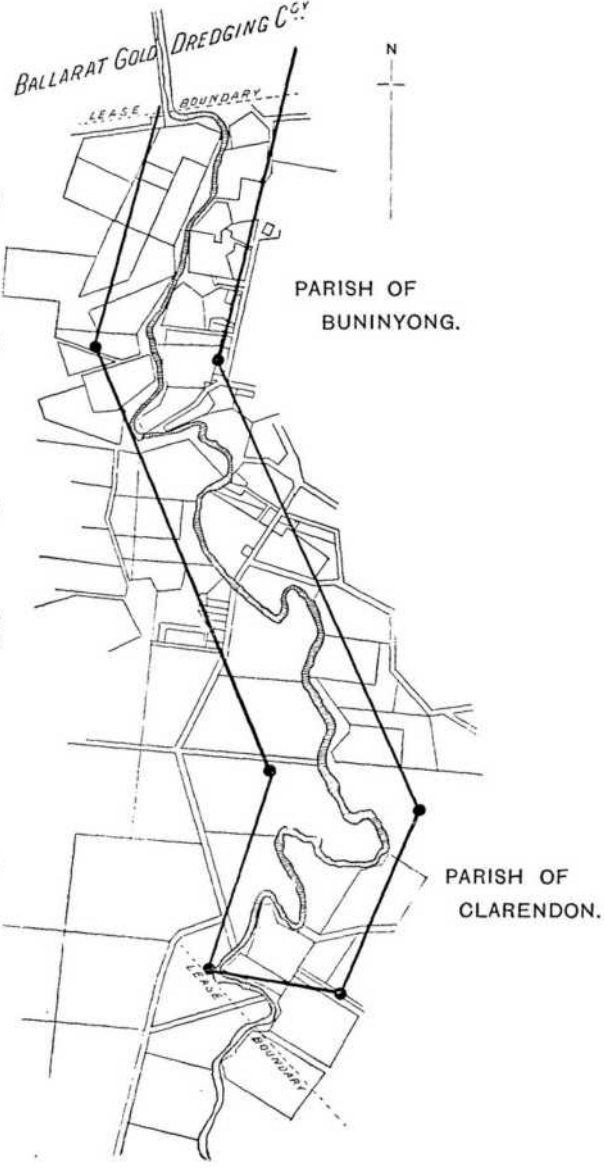 BALLARAT GOLD DREDGING COY.
LEASE BOUNDARY
N
PARISH OF
BUNINYONG.
PARISH OF
CLARENDON.
LEASE
BOUNDARY